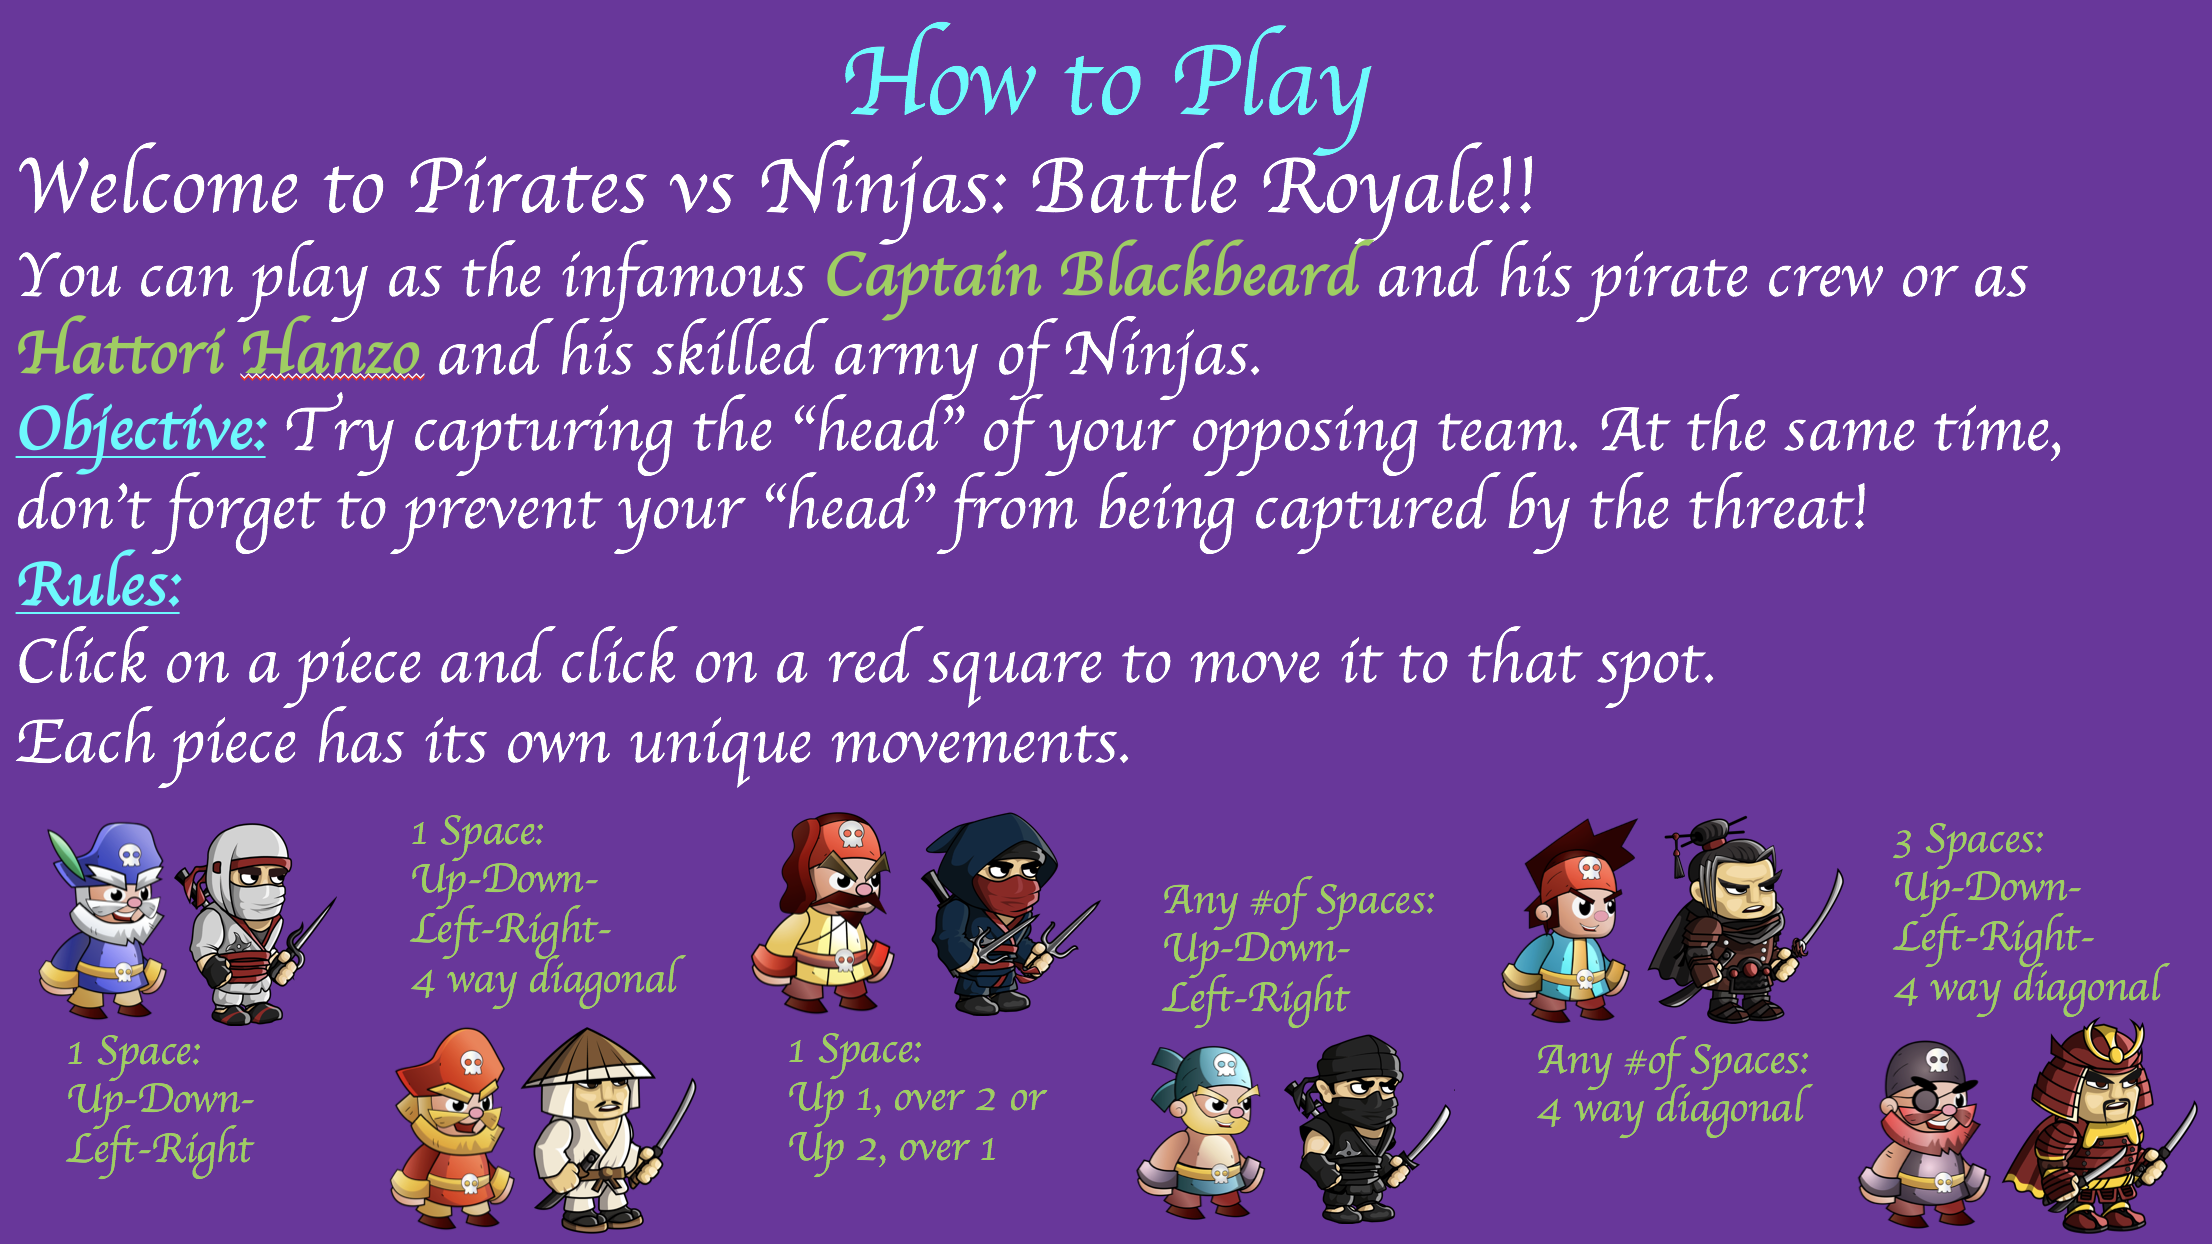 How to Play
Welcome to Pirates vs Ninjas: Battle Royale!!
You can play as the infamous Captain Blackbeard and his pirate crew or as
Hattori Hanzo and his skilled army of Ninjas.
Objective: Try capturing the “head” of your opposing team. At the same time,
don’t forget to prevent your “head” from being captured by the threat!
Rules:
Click on a piece and click on a red square to move it to that spot.
Each piece has its own unique movements.
1 Space:
Up-Down-
Left-Right-
4 way diagonal
Any #of Spaces:
Up-Down-
Left-Right
3 Spaces:
Up-Down-
Left-Right-
4 way diagonal
1 Space:
Up-Down-
Left-Right
1 Space:
Up 1, over 2 or
Up 2, over 1
Any #of Spaces:
4 way diagonal